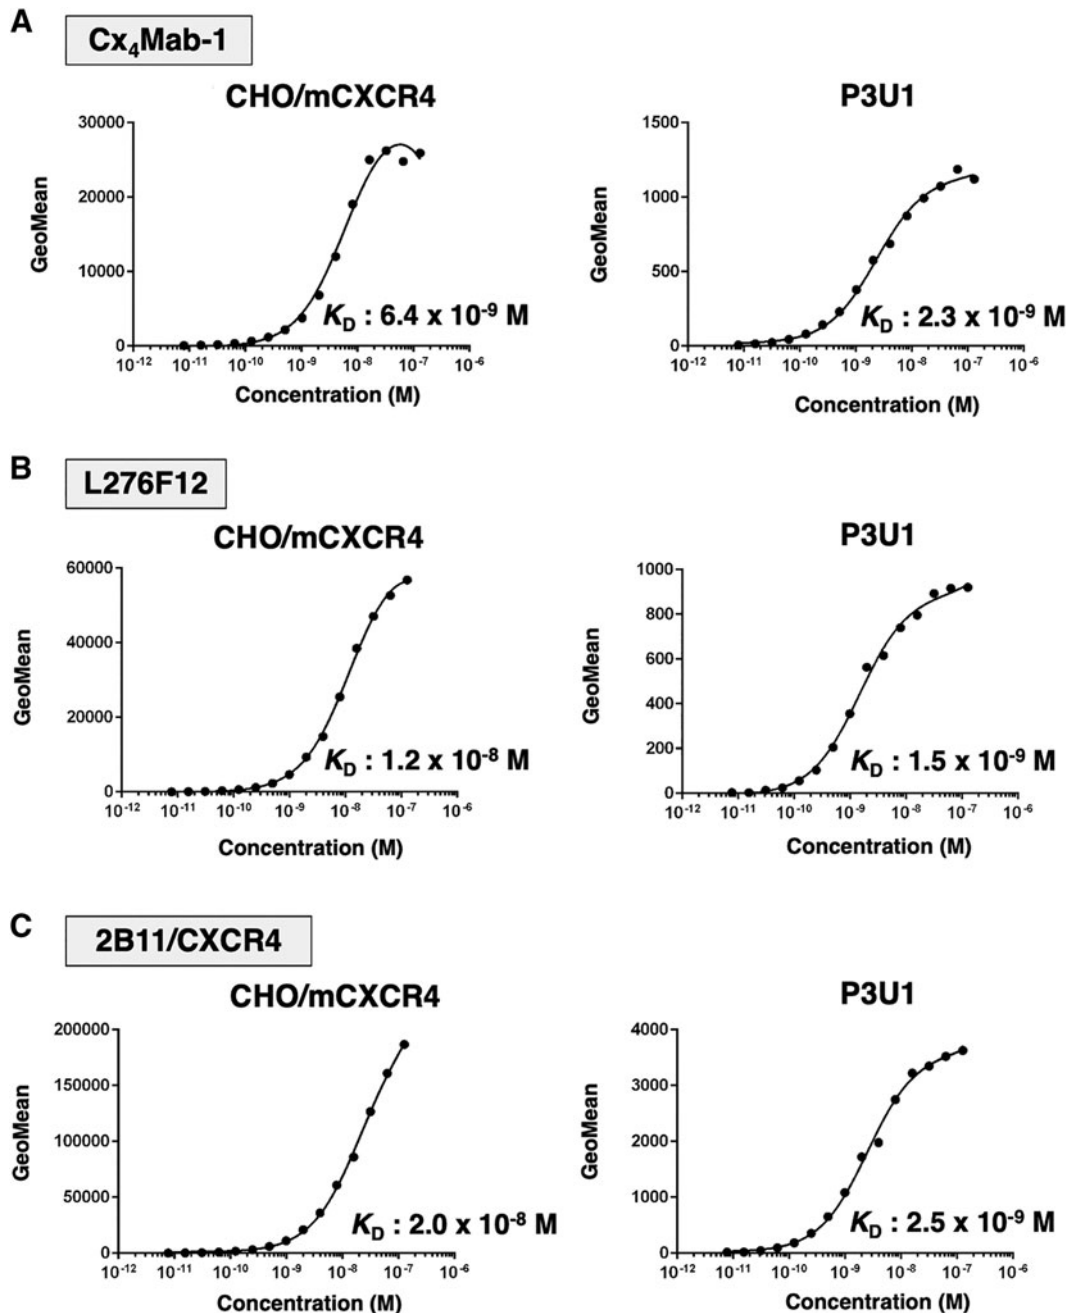 A
Cx₄Mab-1
CHO/mCXCR4
30000
20000
10000
0
GeoMean
10⁻¹² 10⁻¹¹ 10⁻¹⁰ 10⁻⁹ 10⁻⁸ 10⁻⁷ 10⁻⁶
K_D : 6.4 x 10⁻⁹ M
Concentration (M)
P3U1
1500
1000
500
0
GeoMean
10⁻¹² 10⁻¹¹ 10⁻¹⁰ 10⁻⁹ 10⁻⁸ 10⁻⁷ 10⁻⁶
K_D : 2.3 x 10⁻⁹ M
Concentration (M)
B
L276F12
CHO/mCXCR4
60000
40000
20000
0
GeoMean
10⁻¹² 10⁻¹¹ 10⁻¹⁰ 10⁻⁹ 10⁻⁸ 10⁻⁷ 10⁻⁶
K_D : 1.2 x 10⁻⁸ M
Concentration (M)
P3U1
1000
800
600
400
200
0
GeoMean
10⁻¹² 10⁻¹¹ 10⁻¹⁰ 10⁻⁹ 10⁻⁸ 10⁻⁷ 10⁻⁶
K_D : 1.5 x 10⁻⁹ M
Concentration (M)
C
2B11/CXCR4
CHO/mCXCR4
200000
150000
100000
50000
0
GeoMean
10⁻¹² 10⁻¹¹ 10⁻¹⁰ 10⁻⁹ 10⁻⁸ 10⁻⁷ 10⁻⁶
K_D : 2.0 x 10⁻⁸ M
Concentration (M)
P3U1
4000
3000
2000
1000
0
GeoMean
10⁻¹² 10⁻¹¹ 10⁻¹⁰ 10⁻⁹ 10⁻⁸ 10⁻⁷ 10⁻⁶
K_D : 2.5 x 10⁻⁹ M
Concentration (M)